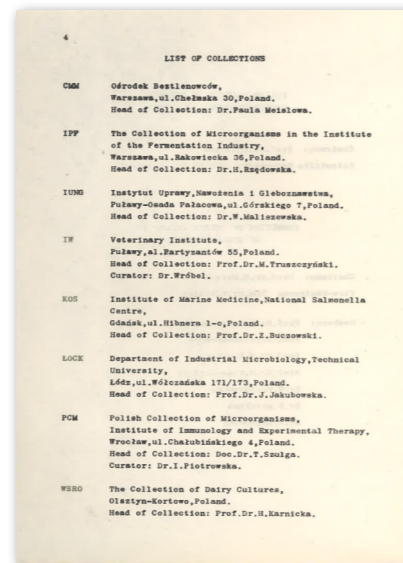 4
LIST OF COLLECTIONS
CMM Ośrodek Beztlenowców,
Warszawa,ul.Chełmska 30,Poland.
Head of Collection: Dr.Paula Meislowa.
IPF The Collection of Microorganisms in the Institute
of the Fermentation Industry,
Warszawa,ul.Rakowiecka 36,Poland.
Head of Collection: Dr.H.Rzędowska.
IUNG Instytut Uprawy,Nawożenia i Gleboznawstwa,
Puławy-Osada Pałacowa,ul.Górskiego 7,Poland.
Head of Collection: Dr.W.Maliszewska.
IW Veterinary Institute,
Puławy,al.Partyzantów 55,Poland.
Head of Collection: Prof.Dr.M.Truszczyński.
Curator: Dr.Wróbel.
KOS Institute of Marine Medicine,National Salmonella
Centre,
Gdańsk,ul.Hibnera 1-c,Poland.
Head of Collection: Prof.Dr.Z.Buczowski.
ŁOCK Department of Industrial Microbiology,Technical
University,
Łódź,ul.Wólczańska 171/173,Poland.
Head of Collection: Prof.Dr.J.Jakubowska.
PCM Polish Collection of Microorganisms,
Institute of Immunology and Experimental Therapy,
Wrocław,ul.Chałubińskiego 4,Poland.
Head of Collection: Doc.Dr.T.Szulga.
Curator: Dr.I.Piotrowska.
WSRO The Collection of Dairy Cultures,
Olsztyn-Kortowo,Poland.
Head of Collection: Prof.Dr.H.Karnicka.